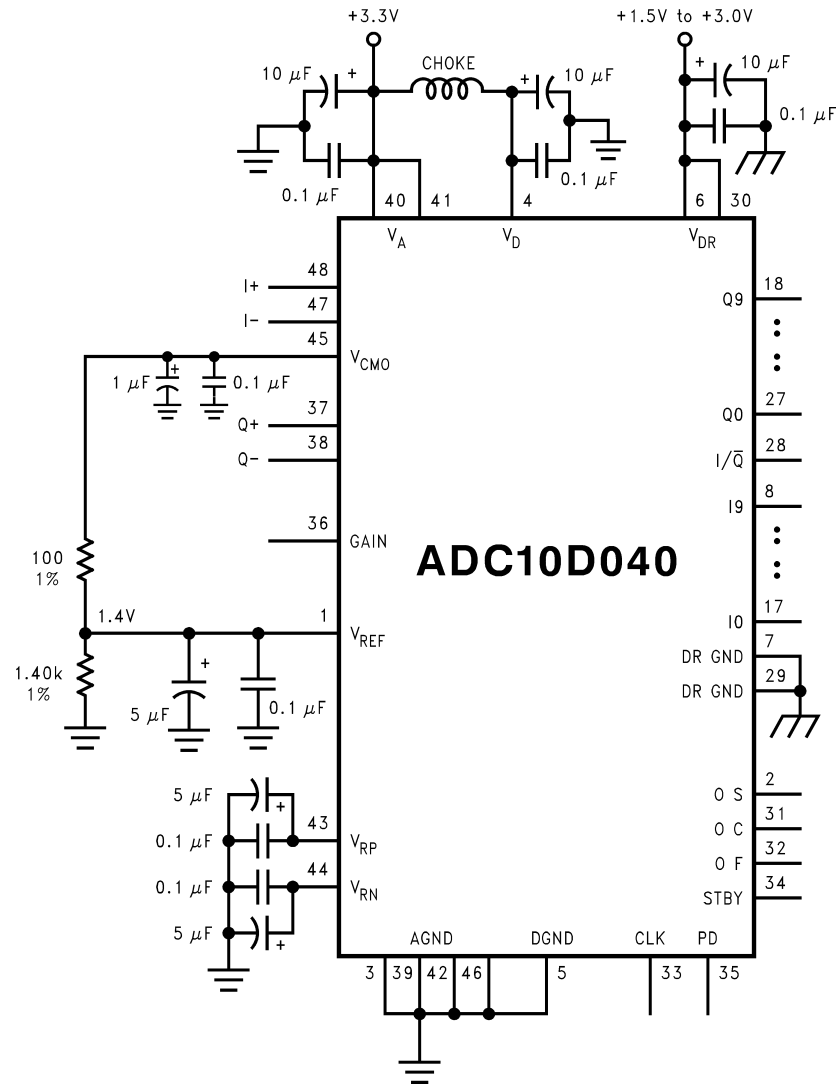 +3.3V
+1.5V to +3.0V
CHOKE
10 µF +
+ 10 µF
+ 10 µF
0.1 µF
0.1 µF
0.1 µF
40 41 4 6 30
VA VD VDR
I+ 48
I- 47
45 VCMO
1 µF + 0.1 µF
Q+ 37
Q- 38
36 GAIN
100
1%
1.4V
1 VREF
1.40k
1%
+
5 µF
0.1 µF
5 µF +
0.1 µF 43 VRP
0.1 µF 44 VRN
5 µF +
ADC10D040
Q9 18
Q0 27
I/Q̅ 28
I9 8
I0 17
DR GND 7
DR GND 29
O S 2
O C 31
O F 32
STBY 34
AGND DGND CLK PD
3 39 42 46 5 33 35